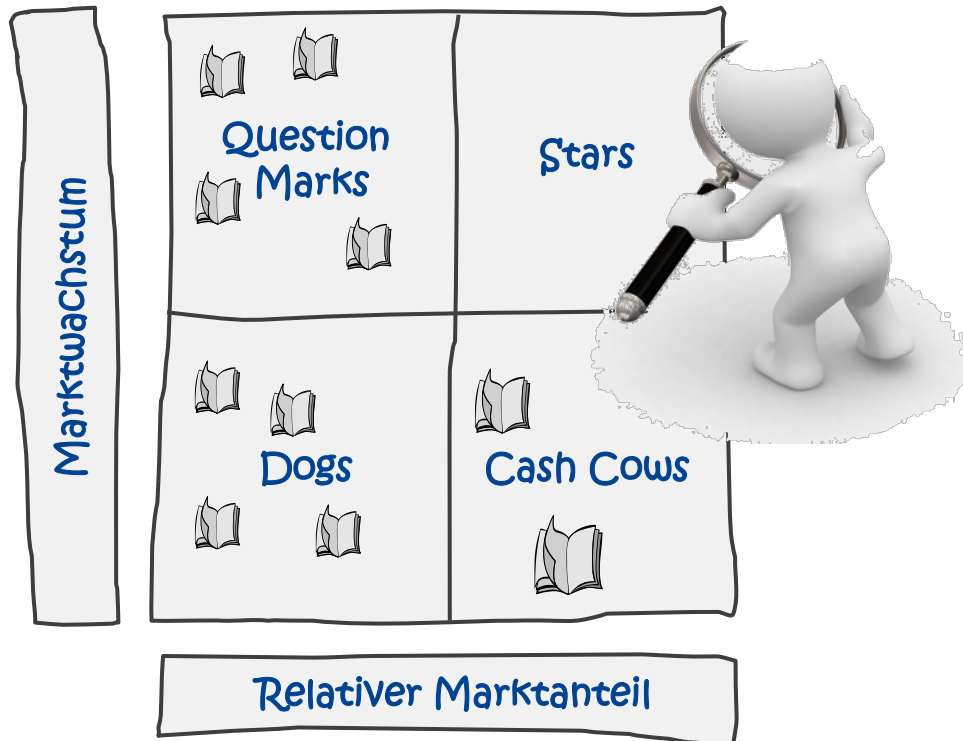 Marktwachstum
Question
Marks
Stars
Dogs
Cash Cows
Relativer Marktanteil